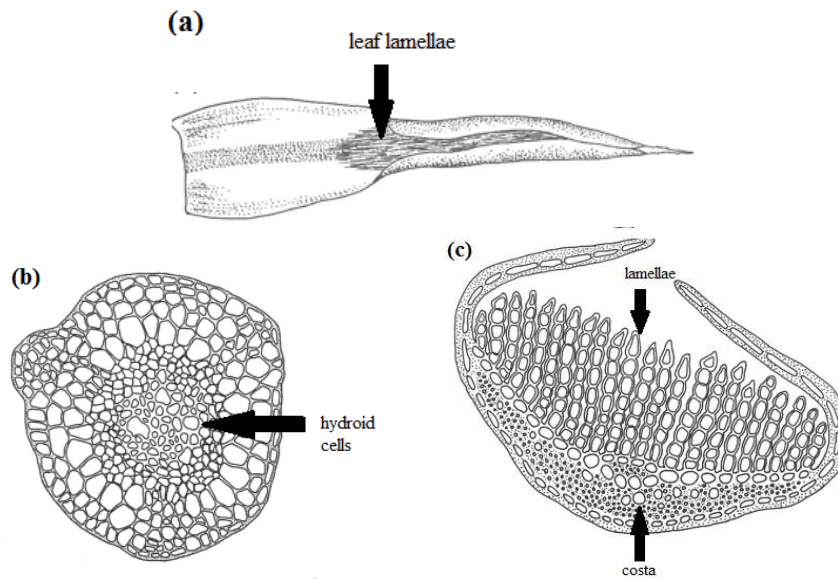 (a)
leaf lamellae
(b)
hydroid
cells
(c)
lamellae
costa